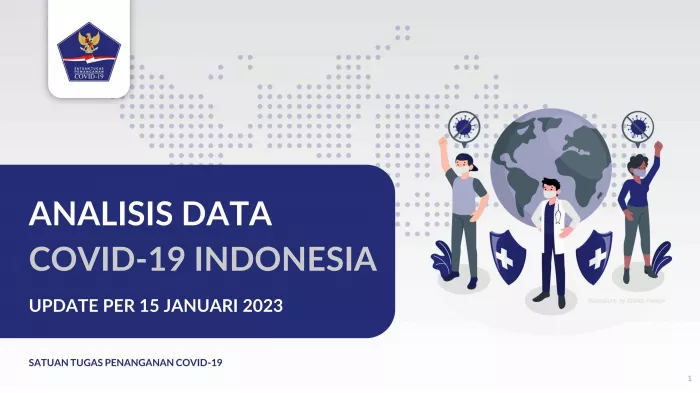 SATUAN TUGAS
PENANGANAN
COVID-19
ANALISIS DATA
COVID-19 INDONESIA
UPDATE PER 15 JANUARI 2023
SATUAN TUGAS PENANGANAN COVID-19
1